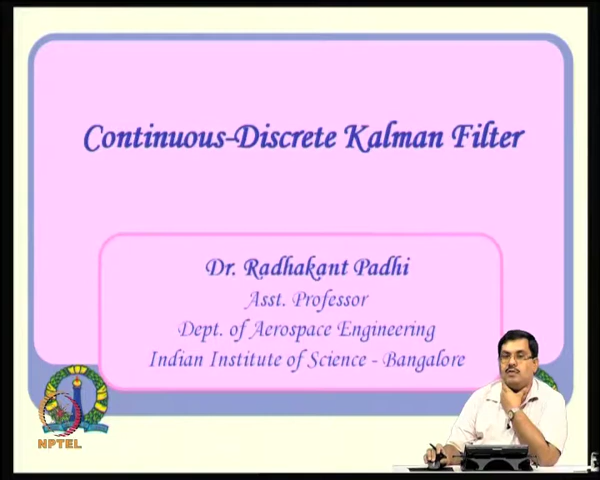 Continuous-Discrete Kalman Filter
Dr. Radhakant Padhi
Asst. Professor
Dept. of Aerospace Engineering
Indian Institute of Science - Bangalore
NPTEL